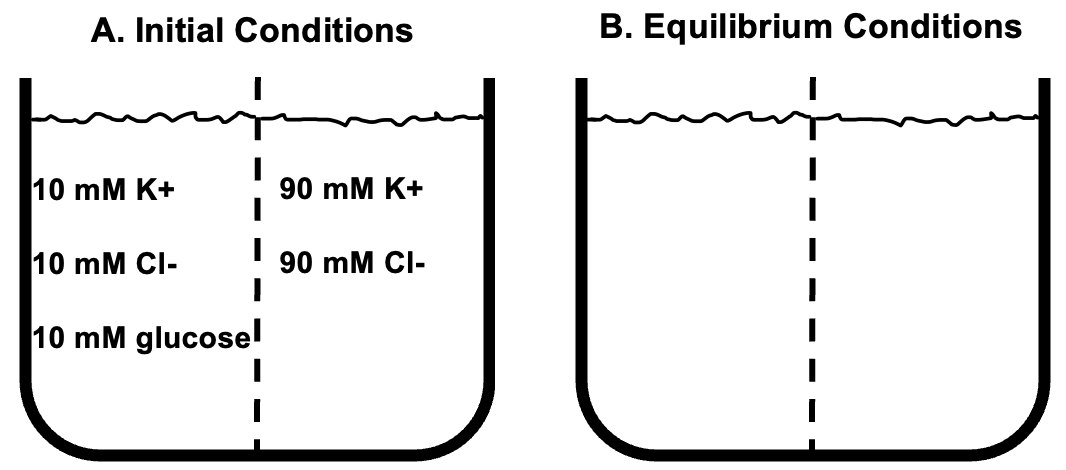 A. Initial Conditions
10 mM K+
90 mM K+
10 mM Cl-
90 mM Cl-
10 mM glucose
B. Equilibrium Conditions